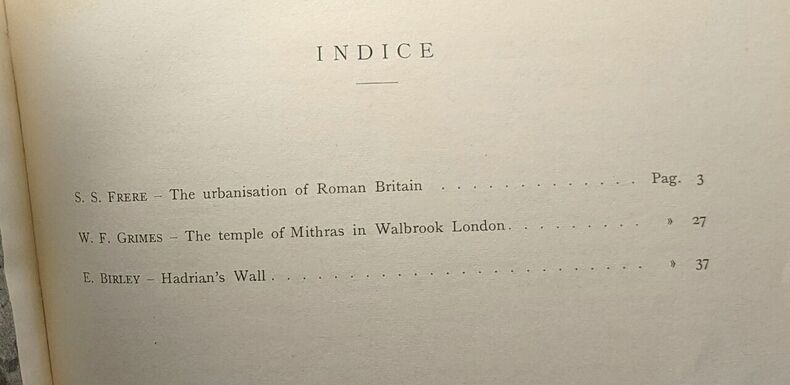 INDICE
S. S. FRERE – The urbanisation of Roman Britain . . . . . . . . . . . . . Pag. 3
W. F. GRIMES – The temple of Mithras in Walbrook London . . . . . . . . . » 27
E. BIRLEY – Hadrian's Wall . . . . . . . . . . . . . . . . . . . . . . . . » 37